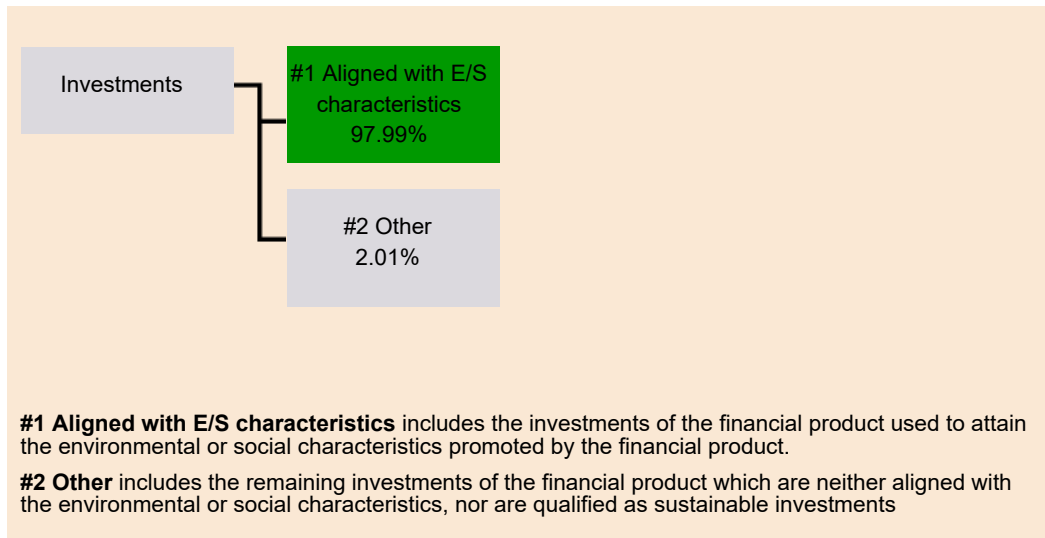 Investments
#1 Aligned with E/S
characteristics
97.99%
#2 Other
2.01%
#1 Aligned with E/S characteristics includes the investments of the financial product used to attain
the environmental or social characteristics promoted by the financial product.
#2 Other includes the remaining investments of the financial product which are neither aligned with
the environmental or social characteristics, nor are qualified as sustainable investments